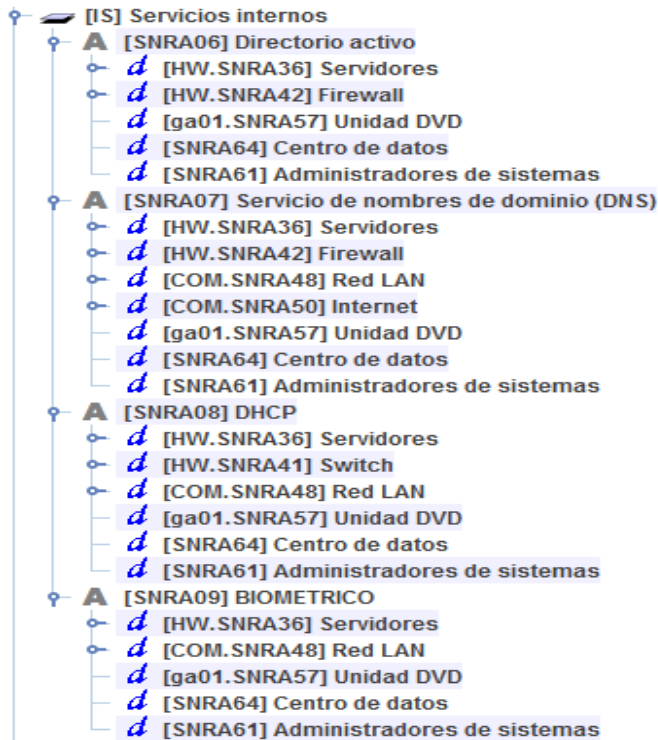 [IS] Servicios internos
A [SNRA06] Directorio activo
d [HW.SNRA36] Servidores
d [HW.SNRA42] Firewall
d [ga01.SNRA57] Unidad DVD
d [SNRA64] Centro de datos
d [SNRA61] Administradores de sistemas
A [SNRA07] Servicio de nombres de dominio (DNS)
d [HW.SNRA36] Servidores
d [HW.SNRA42] Firewall
d [COM.SNRA48] Red LAN
d [COM.SNRA50] Internet
d [ga01.SNRA57] Unidad DVD
d [SNRA64] Centro de datos
d [SNRA61] Administradores de sistemas
A [SNRA08] DHCP
d [HW.SNRA36] Servidores
d [HW.SNRA41] Switch
d [COM.SNRA48] Red LAN
d [ga01.SNRA57] Unidad DVD
d [SNRA64] Centro de datos
d [SNRA61] Administradores de sistemas
A [SNRA09] BIOMETRICO
d [HW.SNRA36] Servidores
d [COM.SNRA48] Red LAN
d [ga01.SNRA57] Unidad DVD
d [SNRA64] Centro de datos
d [SNRA61] Administradores de sistemas